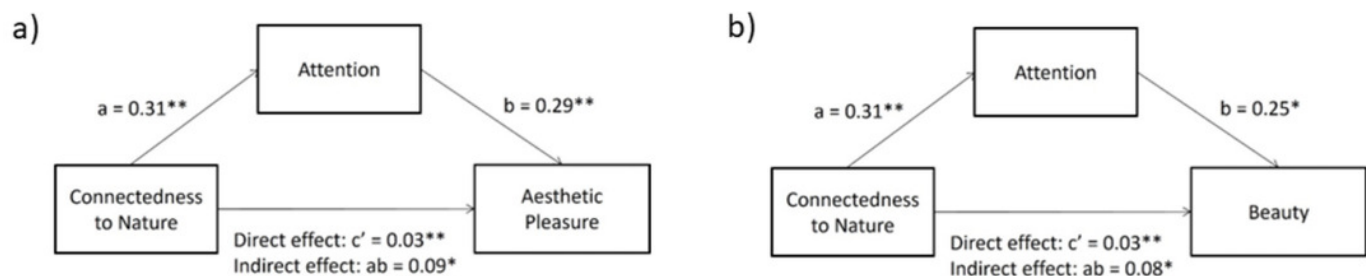 a)
Attention
a = 0.31**
b = 0.29**
Connectedness
to Nature
Aesthetic
Pleasure
Direct effect: c' = 0.03**
Indirect effect: ab = 0.09*
b)
Attention
a = 0.31**
b = 0.25*
Connectedness
to Nature
Beauty
Direct effect: c' = 0.03**
Indirect effect: ab = 0.08*